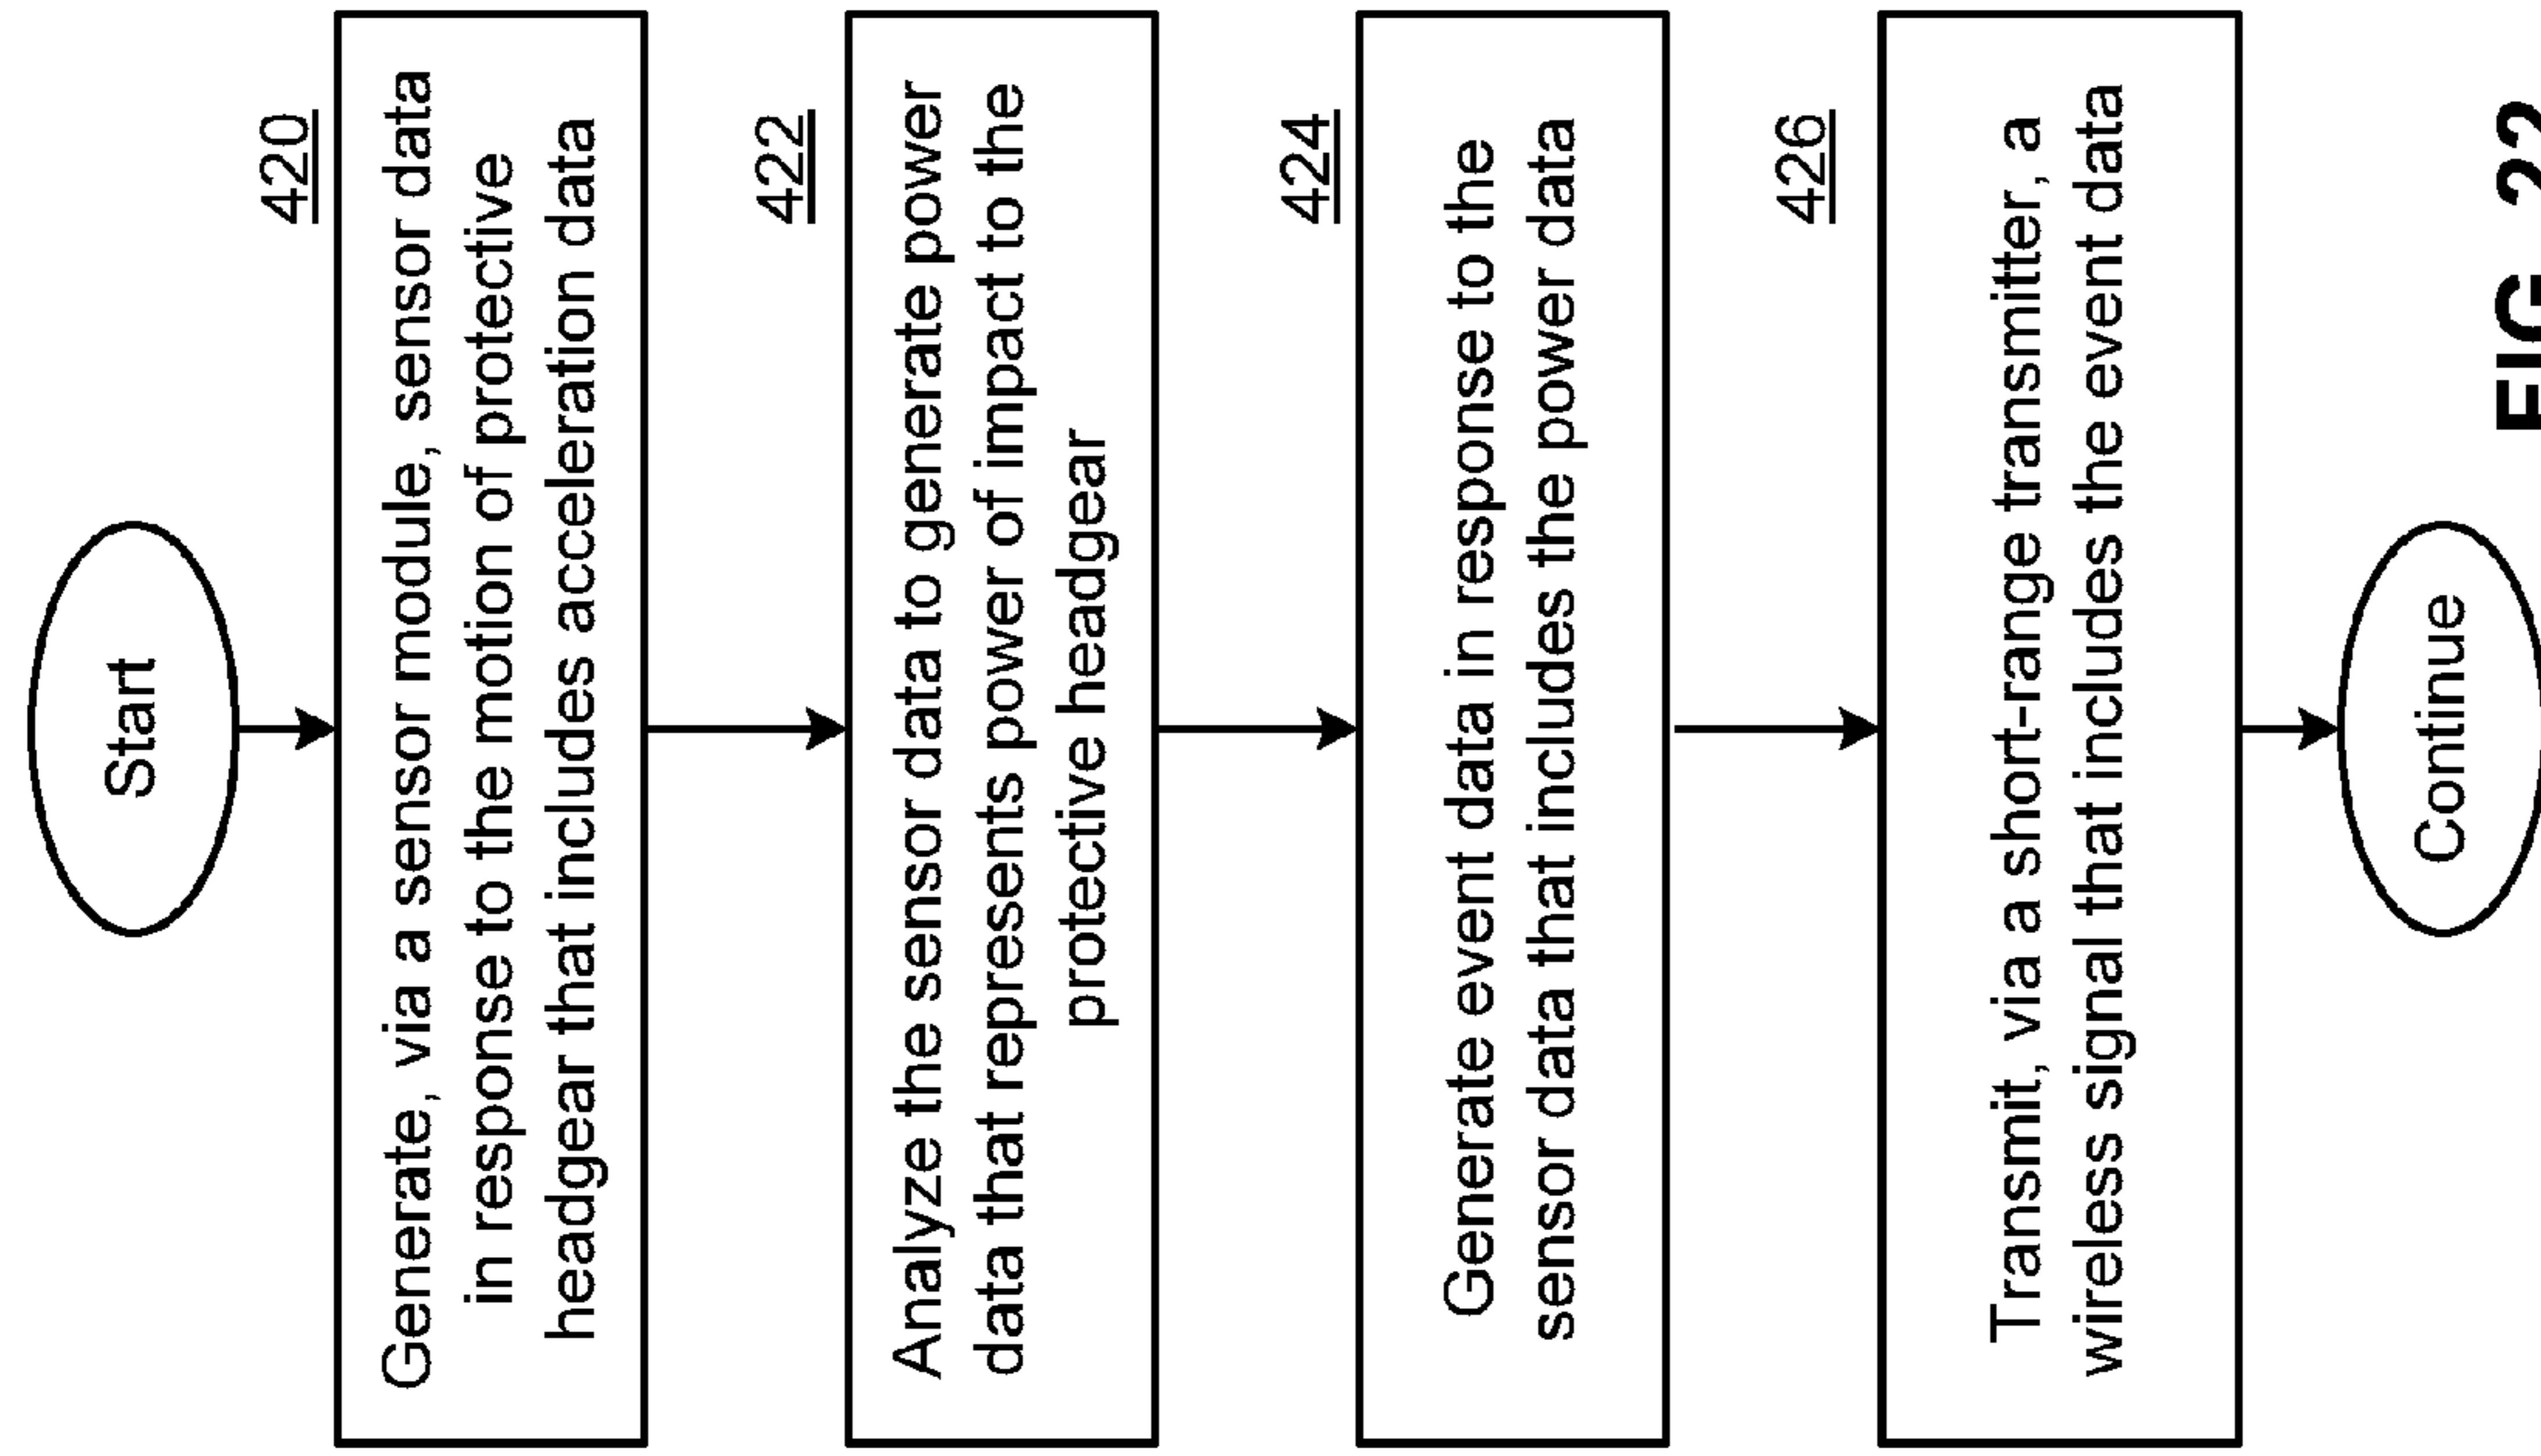 Start
420
Generate, via a sensor module, sensor data
in response to the motion of protective
headgear that includes acceleration data
422
Analyze the sensor data to generate power
data that represents power of impact to the
protective headgear
424
Generate event data in response to the
sensor data that includes the power data
426
Transmit, via a short-range transmitter, a
wireless signal that includes the event data
Continue
FIG. 22